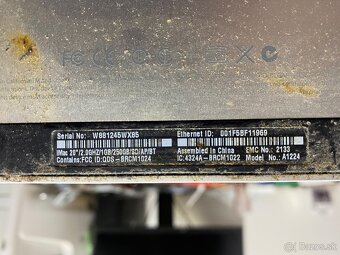 Serial No.: W881245WX85 Ethernet ID: 001F5BF11969
iMac 20"/2.0GHZ/1GB/250GB/SD/AP/BT Assembled in China EMC No.: 2133
Contains: FCC ID: QDS-BRCM1024 IC: 4324A-BRCM1022 Model No.: A1224
bazos.sk